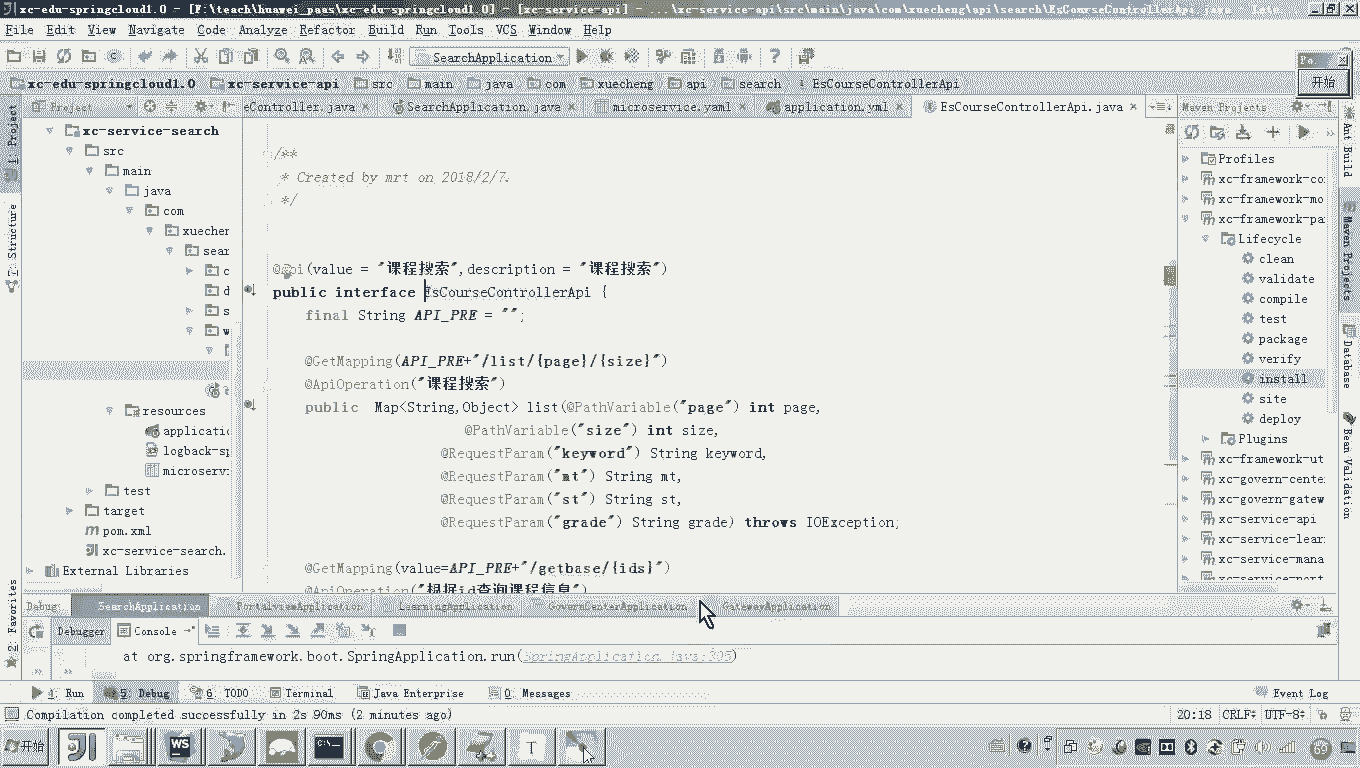 xc-edu-springcloud1.0 - [F:\teach\huawei_pass\xc-edu-springcloud1.0] - [xc-service-api] - ...\xc-service-api\src\main\java\com\xuecheng\api\search\EsCourseControllerApi
File Edit View Navigate Code Analyze Refactor Build Run Tools VCS Window Help
SearchApplication
开始
xc-edu-springcloud1.0 xc-service-api src main java com xuecheng api search EsCourseControllerApi
Project
eController.java SearchApplication.java microservice.yaml application.yml EsCourseControllerApi.java
Maven Projects
1: Project
7: Structure
2: Favorites
xc-service-search
src
main
java
com
xuecher
sear
c
d
s
w
resources
applicatio
logback-sp
microserv
test
target
pom.xml
xc-service-search.
External Libraries
/**
* Created by mrt on 2018/2/7.
*/
@Api(value = "课程搜索",description = "课程搜索")
public interface EsCourseControllerApi {
final String API_PRE = "";
@GetMapping(API_PRE+"/list/{page}/{size}")
@ApiOperation("课程搜索")
public Map<String,Object> list(@PathVariable("page") int page,
@PathVariable("size") int size,
@RequestParam("keyword") String keyword,
@RequestParam("mt") String mt,
@RequestParam("st") String st,
@RequestParam("grade") String grade) throws IOException;
@GetMapping(value=API_PRE+"/getbase/{ids}")
@ApiOperation("根据id查询课程信息")
Profiles
xc-framework-co
xc-framework-mo
xc-framework-pa
Lifecycle
clean
validate
compile
test
package
verify
install
site
deploy
Plugins
xc-framework-ut
xc-govern-cente
xc-govern-gatew
xc-service-api
xc-service-lear
xc-service-mana
xc-service-port
Ant Build
Maven Projects
Database
Bean Validation
Debug SearchApplication PortalviewApplication LearningApplication GovernCenterApplication GatewayApplication
Debugger Console
at org.springframework.boot.SpringApplication.run(SpringApplication.java:303)
4: Run 5: Debug 6: TODO Terminal Java Enterprise 0: Messages Event Log
Compilation completed successfully in 2s 90ms (2 minutes ago) 20:18 CRLF UTF-8
开始 WS T 69